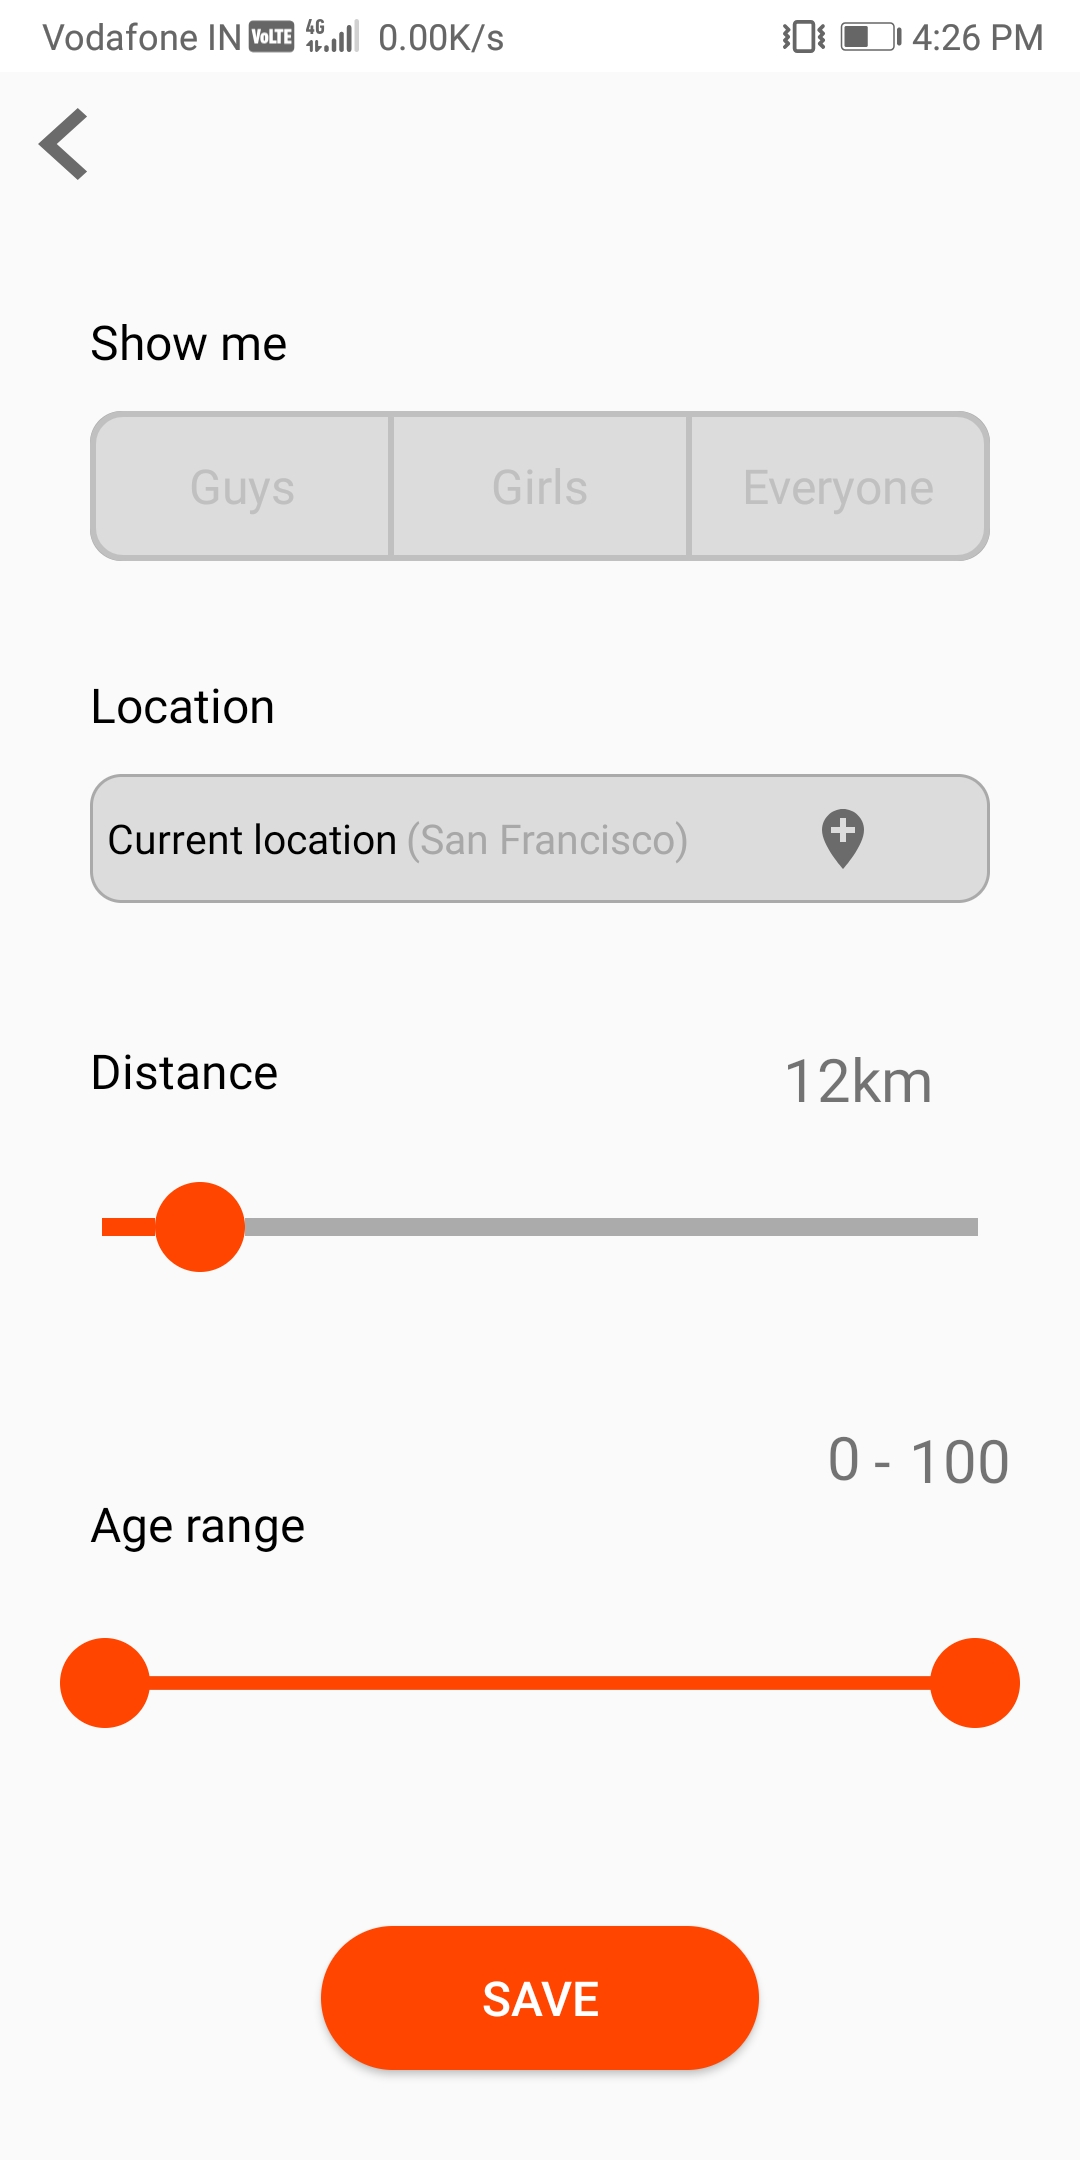 Vodafone IN VoLTE 4G 0.00K/s 4:26 PM
Show me
Guys Girls Everyone
Location
Current location (San Francisco)
Distance 12km
0 - 100
Age range
SAVE